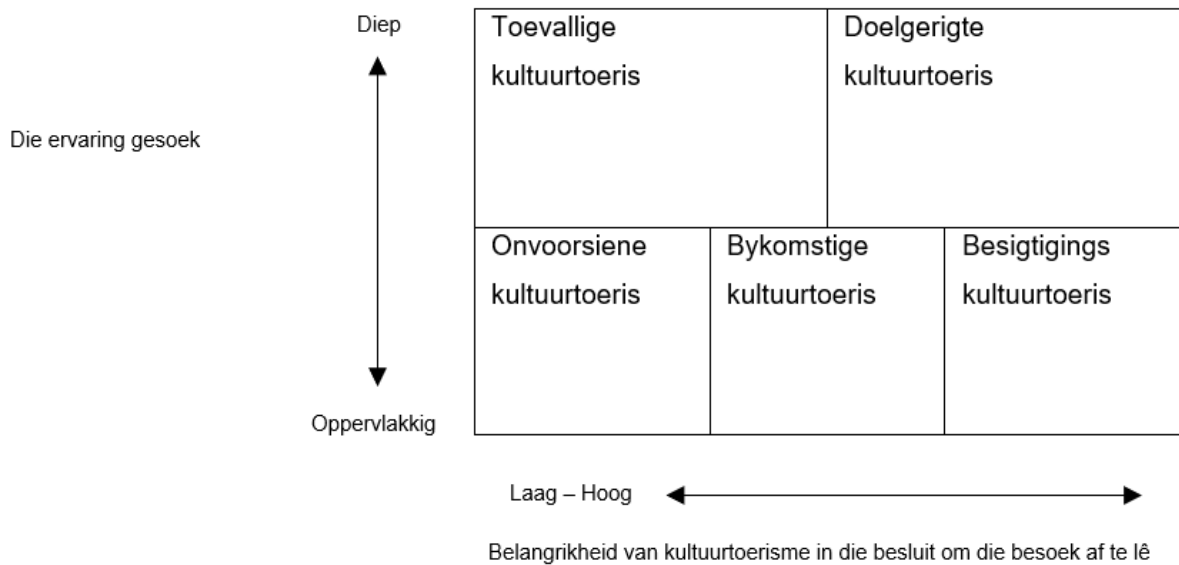 Diep
Die ervaring gesoek
Oppervlakkig
Toevallige
kultuurtoeris
Doelgerigte
kultuurtoeris
Onvoorsiene
kultuurtoeris
Bykomstige
kultuurtoeris
Besigtigings
kultuurtoeris
Laag – Hoog
Belangrikheid van kultuurtoerisme in die besluit om die besoek af te lê